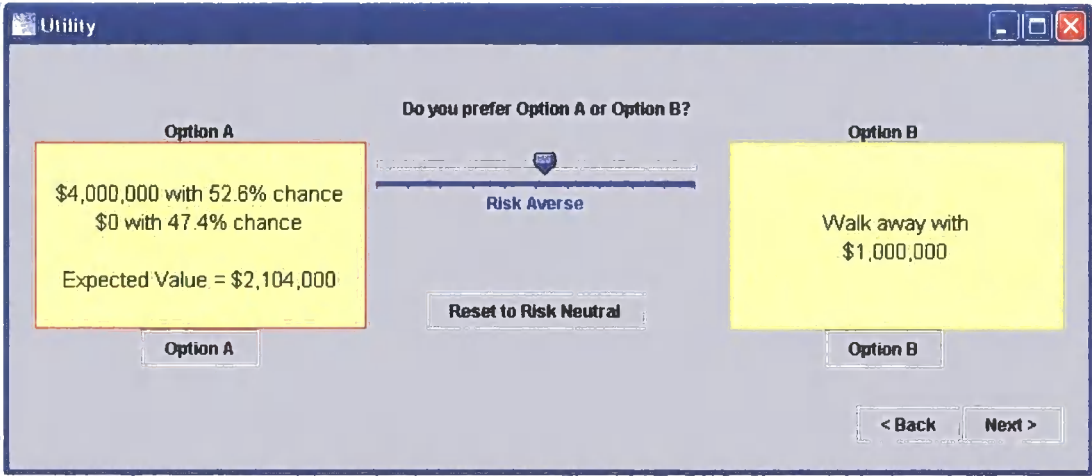 Utility
Do you prefer Option A or Option B?
Option A
$4,000,000 with 52.6% chance
$0 with 47.4% chance
Expected Value = $2,104,000
Option A
Risk Averse
Reset to Risk Neutral
Option B
Walk away with
$1,000,000
Option B
< Back
Next >